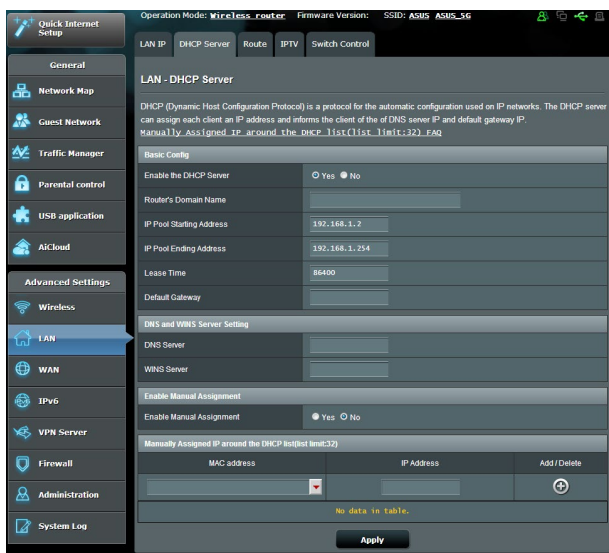 Quick Internet
Setup
Operation Mode: Wireless router Firmware Version: SSID: ASUS ASUS_5G
LAN IP DHCP Server Route IPTV Switch Control
General
Network Map
Guest Network
Traffic Manager
Parental control
USB application
AiCloud
Advanced Settings
Wireless
LAN
WAN
IPv6
VPN Server
Firewall
Administration
System Log
LAN - DHCP Server
DHCP (Dynamic Host Configuration Protocol) is a protocol for the automatic configuration used on IP networks. The DHCP server
can assign each client an IP address and informs the client of the of DNS server IP and default gateway IP.
Manually Assigned IP around the DHCP list(list limit:32) FAQ
Basic Config
Enable the DHCP Server Yes No
Router's Domain Name
IP Pool Starting Address 192.168.1.2
IP Pool Ending Address 192.168.1.254
Lease Time 86400
Default Gateway
DNS and WINS Server Setting
DNS Server
WINS Server
Enable Manual Assignment
Enable Manual Assignment Yes No
Manually Assigned IP around the DHCP list(list limit:32)
MAC address IP Address Add / Delete
No data in table.
Apply